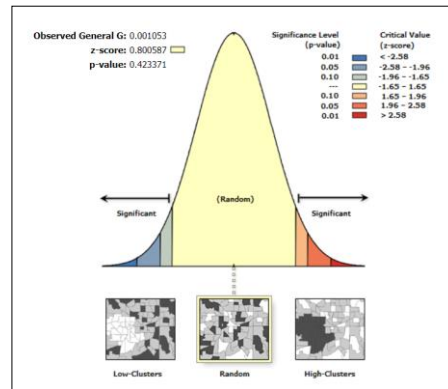 Observed General G: 0.001053
z-score: 0.800587
p-value: 0.423371
Significance Level
(p-value)
Critical Value
(z-score)
0.01 < -2.58
0.05 -2.58 – -1.96
0.10 -1.96 – -1.65
--- -1.65 – 1.65
0.10 1.65 – 1.96
0.05 1.96 – 2.58
0.01 > 2.58
Significant
(Random)
Significant
Low-Clusters
Random
High-Clusters